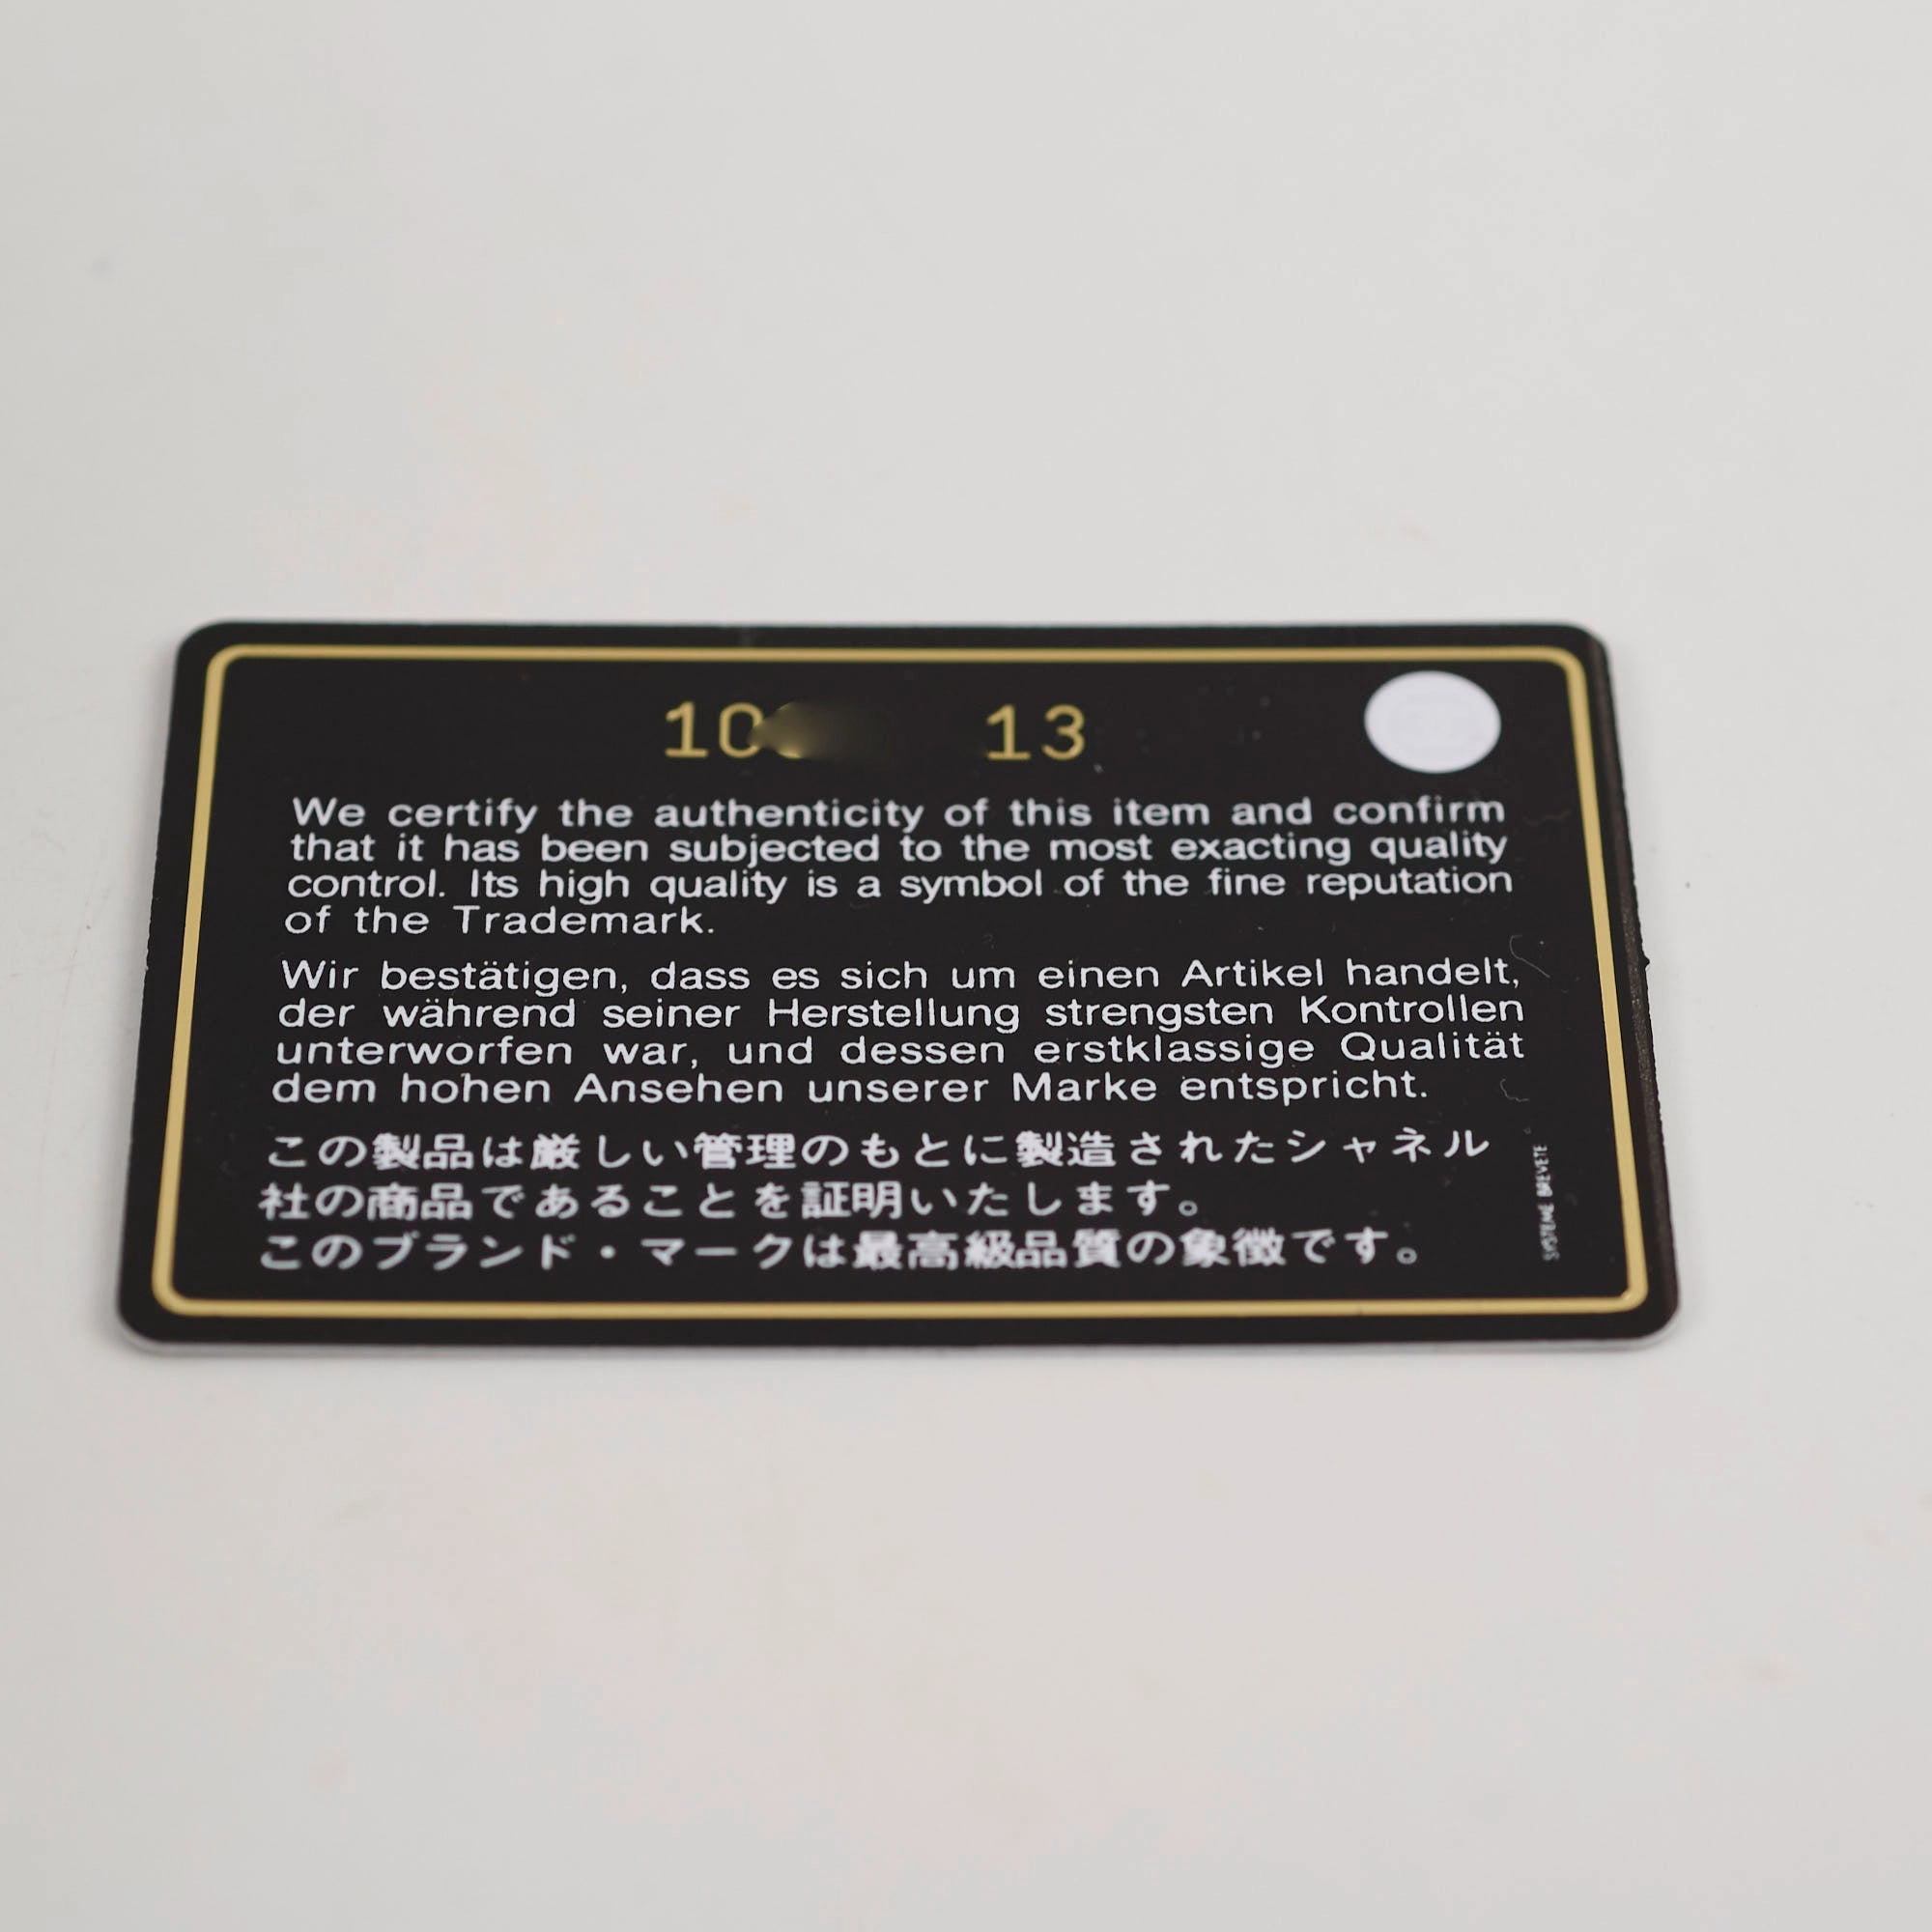 10 13
We certify the authenticity of this item and confirm
that it has been subjected to the most exacting quality
control. Its high quality is a symbol of the fine reputation
of the Trademark.
Wir bestätigen, dass es sich um einen Artikel handelt,
der während seiner Herstellung strengsten Kontrollen
unterworfen war, und dessen erstklassige Qualität
dem hohen Ansehen unserer Marke entspricht.
この製品は厳しい管理のもとに製造されたシャネル
社の商品であることを証明いたします。
このブランド・マークは最高級品質の象徴です。
SYSTEME BREVETE